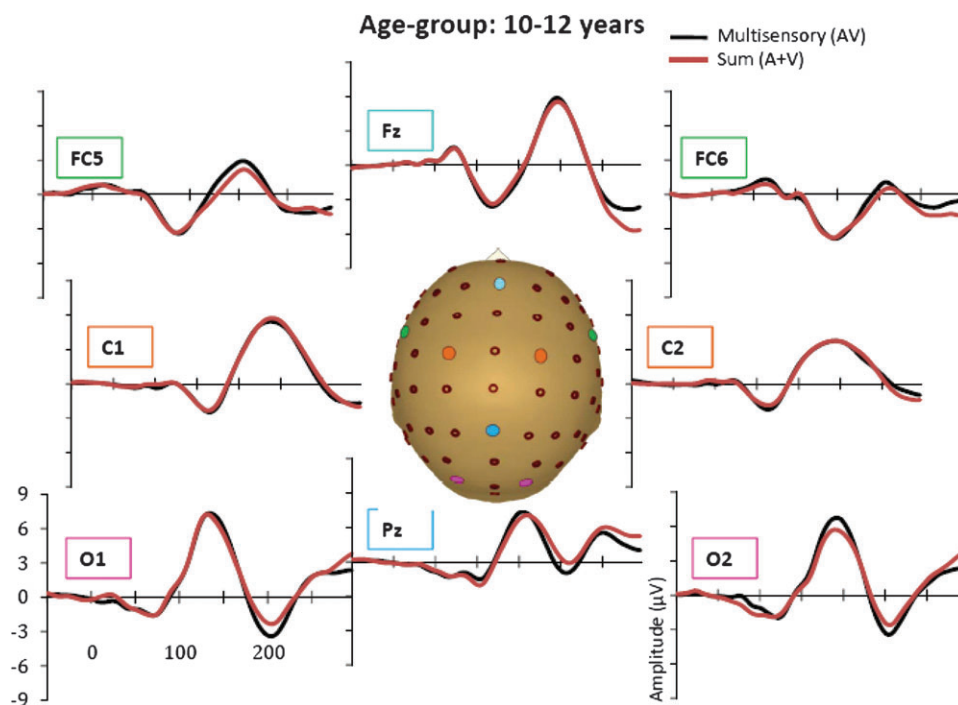 Age-group: 10-12 years
Multisensory (AV)
Sum (A+V)
FC5
Fz
FC6
C1
C2
9
6
3
0
-3
-6
-9
O1
0 100 200
Pz
O2
Amplitude (μV)